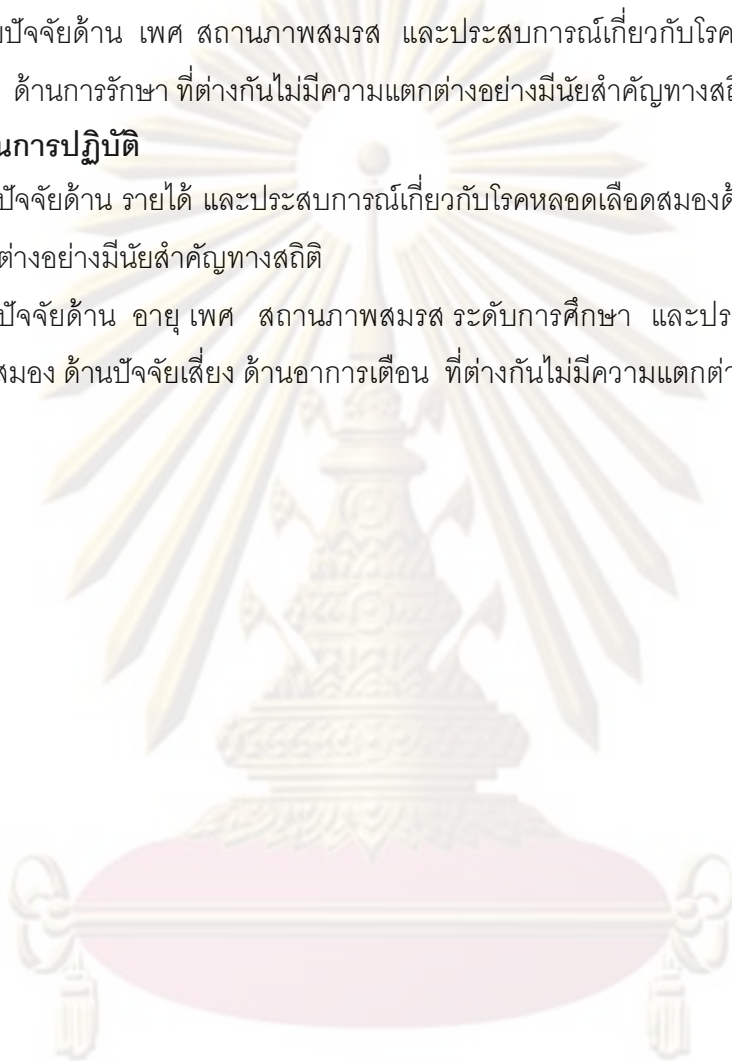 ปัจจัยด้าน เพศ สถานภาพสมรส และประสบการณ์เกี่ยวกับโรค
ด้านการรักษา ที่ต่างกันไม่มีความแตกต่างอย่างมีนัยสำคัญทางสถิ
นการปฏิบัติ
ปัจจัยด้าน รายได้ และประสบการณ์เกี่ยวกับโรคหลอดเลือดสมองด้
ต่างอย่างมีนัยสำคัญทางสถิติ
ปัจจัยด้าน อายุ เพศ สถานภาพสมรส ระดับการศึกษา และประ
สมอง ด้านปัจจัยเสี่ยง ด้านอาการเตือน ที่ต่างกันไม่มีความแตกต่า